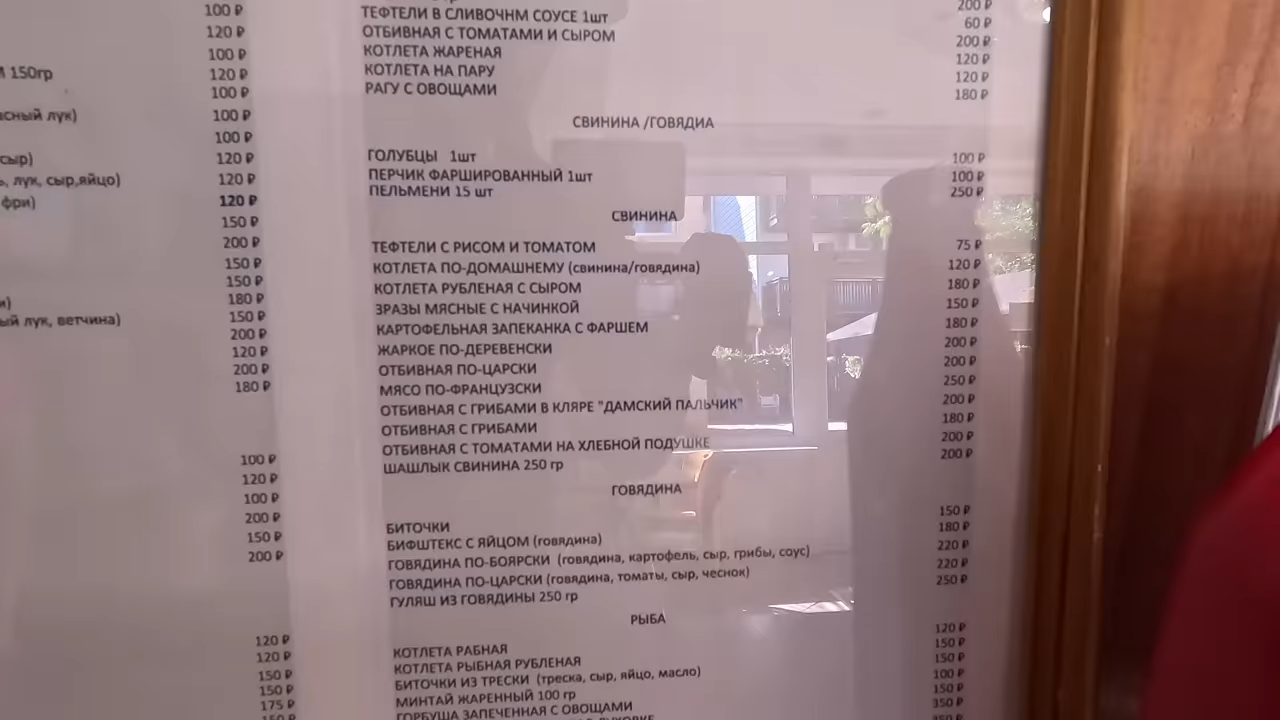 100 ₽
120 ₽
100 ₽
150гр 120 ₽
100 ₽
лук) 100 ₽
100 ₽
сыр) 120 ₽
лук, сыр,яйцо) 120 ₽
фри) 120 ₽
150 ₽
200 ₽
150 ₽
150 ₽
180 ₽
лук, ветчина) 150 ₽
200 ₽
120 ₽
200 ₽
180 ₽
100 ₽
120 ₽
100 ₽
200 ₽
150 ₽
200 ₽
120 ₽
120 ₽
150 ₽
150 ₽
175 ₽
200 ₽
ТЕФТЕЛИ В СЛИВОЧНМ СОУСЕ 1шт 60 ₽
ОТБИВНАЯ С ТОМАТАМИ И СЫРОМ 200 ₽
КОТЛЕТА ЖАРЕНАЯ 120 ₽
КОТЛЕТА НА ПАРУ 120 ₽
РАГУ С ОВОЩАМИ 180 ₽
СВИНИНА /ГОВЯДИА
ГОЛУБЦЫ 1шт 100 ₽
ПЕРЧИК ФАРШИРОВАННЫЙ 1шт 100 ₽
ПЕЛЬМЕНИ 15 шт 250 ₽
СВИНИНА
ТЕФТЕЛИ С РИСОМ И ТОМАТОМ 75 ₽
КОТЛЕТА ПО-ДОМАШНЕМУ (свинина/говядина) 120 ₽
КОТЛЕТА РУБЛЕНАЯ С СЫРОМ 180 ₽
ЗРАЗЫ МЯСНЫЕ С НАЧИНКОЙ 150 ₽
КАРТОФЕЛЬНАЯ ЗАПЕКАНКА С ФАРШЕМ 180 ₽
ЖАРКОЕ ПО-ДЕРЕВЕНСКИ 200 ₽
ОТБИВНАЯ ПО-ЦАРСКИ 200 ₽
МЯСО ПО-ФРАНЦУЗСКИ 250 ₽
ОТБИВНАЯ С ГРИБАМИ В КЛЯРЕ "ДАМСКИЙ ПАЛЬЧИК" 200 ₽
ОТБИВНАЯ С ГРИБАМИ 180 ₽
ОТБИВНАЯ С ТОМАТАМИ НА ХЛЕБНОЙ ПОДУШКЕ 200 ₽
ШАШЛЫК СВИНИНА 250 гр 200 ₽
ГОВЯДИНА
БИТОЧКИ 150 ₽
БИФШТЕКС С ЯЙЦОМ (говядина) 180 ₽
ГОВЯДИНА ПО-БОЯРСКИ (говядина, картофель, сыр, грибы, соус) 220 ₽
ГОВЯДИНА ПО-ЦАРСКИ (говядина, томаты, сыр, чеснок) 220 ₽
ГУЛЯШ ИЗ ГОВЯДИНЫ 250 гр 250 ₽
РЫБА
КОТЛЕТА РАБНАЯ 120 ₽
КОТЛЕТА РЫБНАЯ РУБЛЕНАЯ 150 ₽
БИТОЧКИ ИЗ ТРЕСКИ (треска, сыр, яйцо, масло) 150 ₽
МИНТАЙ ЖАРЕННЫЙ 100 гр 100 ₽
ГОРБУША ЗАПЕЧЕННАЯ С ОВОЩАМИ 150 ₽
350 ₽